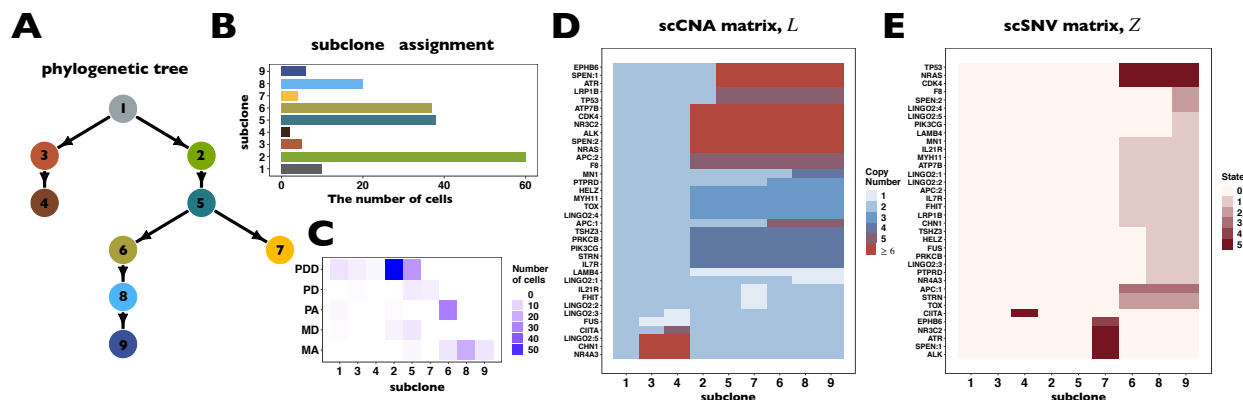 A
phylogenetic tree
1
3
2
4
5
6
7
8
9
B
subclone assignment
subclone
9
8
7
6
5
4
3
2
1
0
20
40
60
The number of cells
C
PDD
PD
PA
MD
MA
1
3
4
2
5
7
6
8
9
subclone
Number
of cells
0
10
20
30
40
50
D
scCNA matrix, L
EPHB6
SPEN:1
ATR
LRP1B
TP53
ATP7B
CDK4
NR3C2
ALK
SPEN:2
NRAS
APC:2
F8
MN1
PTPRD
HELZ
MYH11
TOX
LINGO2:4
APC:1
TSHZ3
PRKCB
PIK3CG
STRN
IL7R
LAMB4
LINGO2:1
IL21R
FHIT
LINGO2:2
LINGO2:3
FUS
CIITA
LINGO2:5
CHN1
NR4A3
1
3
4
2
5
7
6
8
9
subclone
Copy
Number
1
2
3
4
5
≥ 6
E
scSNV matrix, Z
TP53
NRAS
CDK4
F8
SPEN:2
LINGO2:4
LINGO2:5
PIK3CG
LAMB4
MN1
IL21R
MYH11
ATP7B
LINGO2:1
LINGO2:2
APC:2
IL7R
FHIT
LRP1B
CHN1
TSHZ3
HELZ
FUS
PRKCB
LINGO2:3
PTPRD
NR4A3
APC:1
STRN
TOX
CIITA
EPHB6
NR3C2
ATR
SPEN:1
ALK
1
3
4
2
5
7
6
8
9
subclone
State
0
1
2
3
4
5